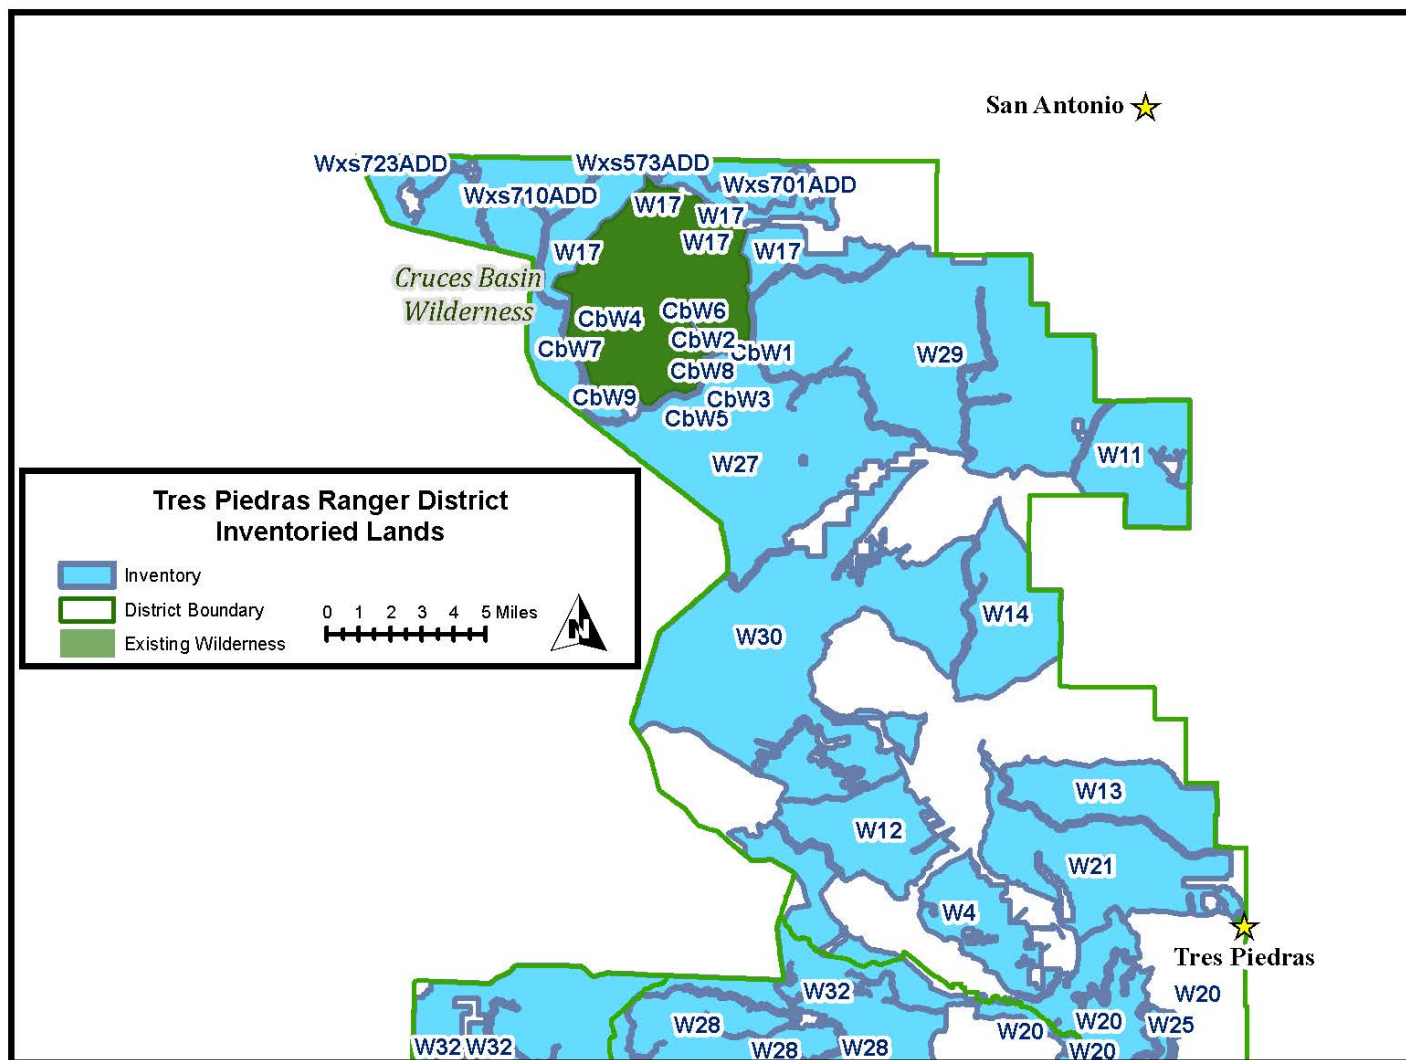 San Antonio
Wxs723ADD
Wxs573ADD
Wxs710ADD
Wxs701ADD
W17
W17
W17
W17
W17
Cruces Basin
Wilderness
CbW4
CbW6
CbW2
CbW7
CbW1
CbW8
CbW9
CbW3
CbW5
W29
W27
W11
Tres Piedras Ranger District
Inventoried Lands
Inventory
District Boundary
Existing Wilderness
0 1 2 3 4 5 Miles
N
W14
W30
W13
W12
W21
W4
Tres Piedras
W32
W20
W28
W20
W20
W25
W32
W32
W28
W28
W20